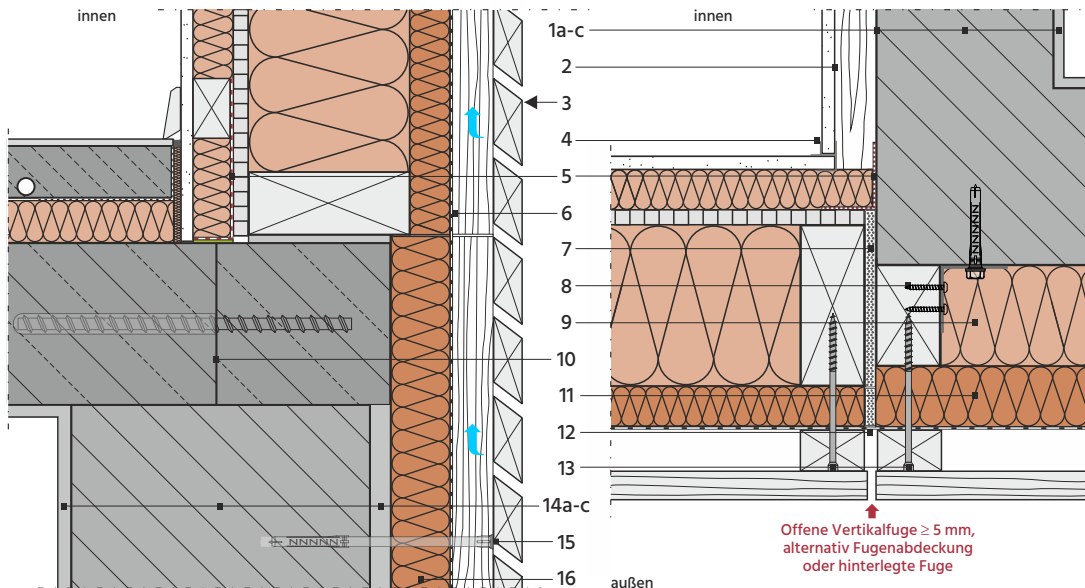 innen
innen
1a-c
2
3
4
5
6
7
8
9
10
11
12
13
14a-c
15
16
Offene Vertikalfuge ≥ 5 mm,
alternativ Fugenabdeckung
oder hinterlegte Fuge
außen